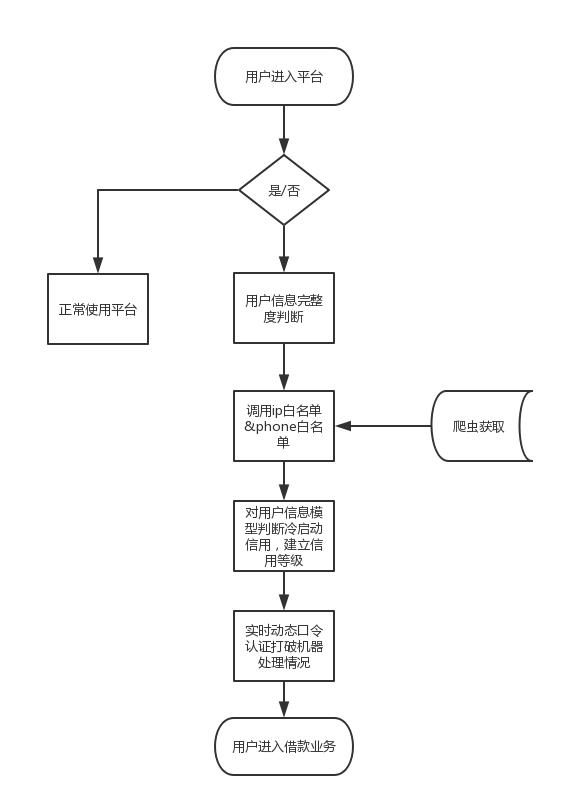 用户进入平台
是/否
正常使用平台
用户信息完整
度判断
调用ip白名单
&phone白名
单
爬虫获取
对用户信息模
型判断冷启动
信用，建立信
用等级
实时动态口令
认证打破机器
处理情况
用户进入借款业务